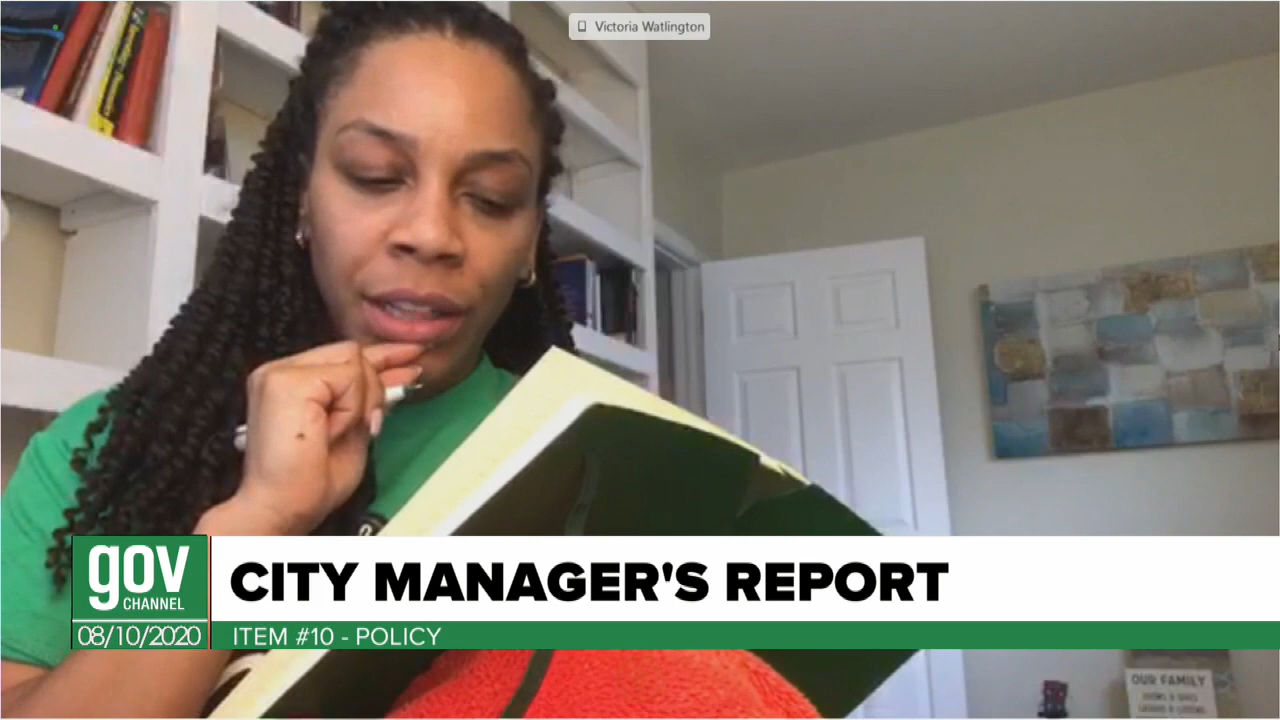 Victoria Watlington
gov
CHANNEL
08/10/2020
CITY MANAGER'S REPORT
ITEM #10 - POLICY
OUR FAMILY